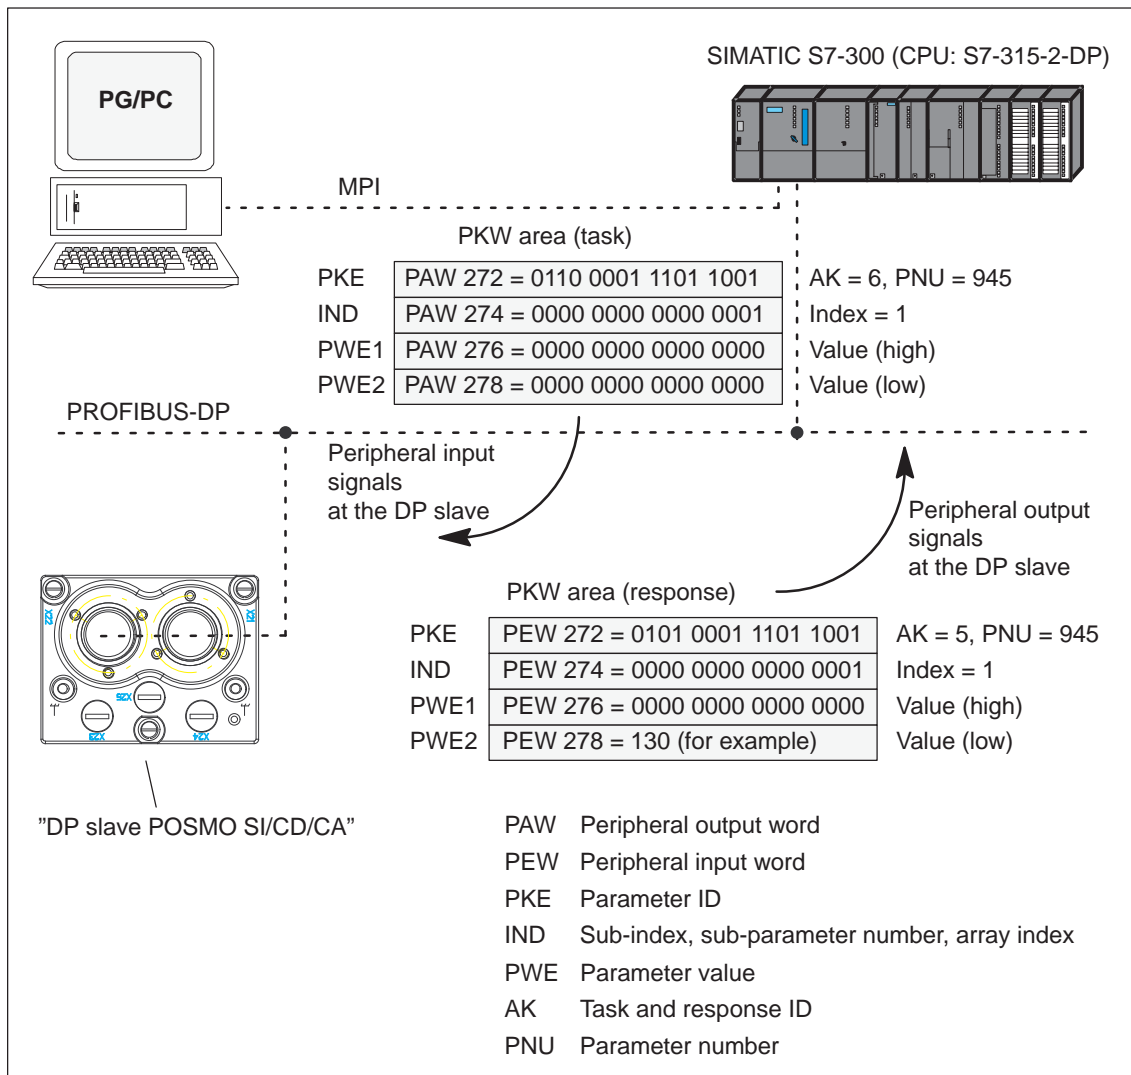 PG/PC
SIMATIC S7-300 (CPU: S7-315-2-DP)
MPI
PKW area (task)
PKE PAW 272 = 0110 0001 1101 1001 AK = 6, PNU = 945
IND PAW 274 = 0000 0000 0000 0001 Index = 1
PWE1 PAW 276 = 0000 0000 0000 0000 Value (high)
PWE2 PAW 278 = 0000 0000 0000 0000 Value (low)
PROFIBUS-DP
Peripheral input
signals
at the DP slave
Peripheral output
signals
at the DP slave
PKW area (response)
PKE PEW 272 = 0101 0001 1101 1001 AK = 5, PNU = 945
IND PEW 274 = 0000 0000 0000 0001 Index = 1
PWE1 PEW 276 = 0000 0000 0000 0000 Value (high)
PWE2 PEW 278 = 130 (for example) Value (low)
X22
X21
X25
X23
X24
”DP slave POSMO SI/CD/CA”
PAW Peripheral output word
PEW Peripheral input word
PKE Parameter ID
IND Sub-index, sub-parameter number, array index
PWE Parameter value
AK Task and response ID
PNU Parameter number